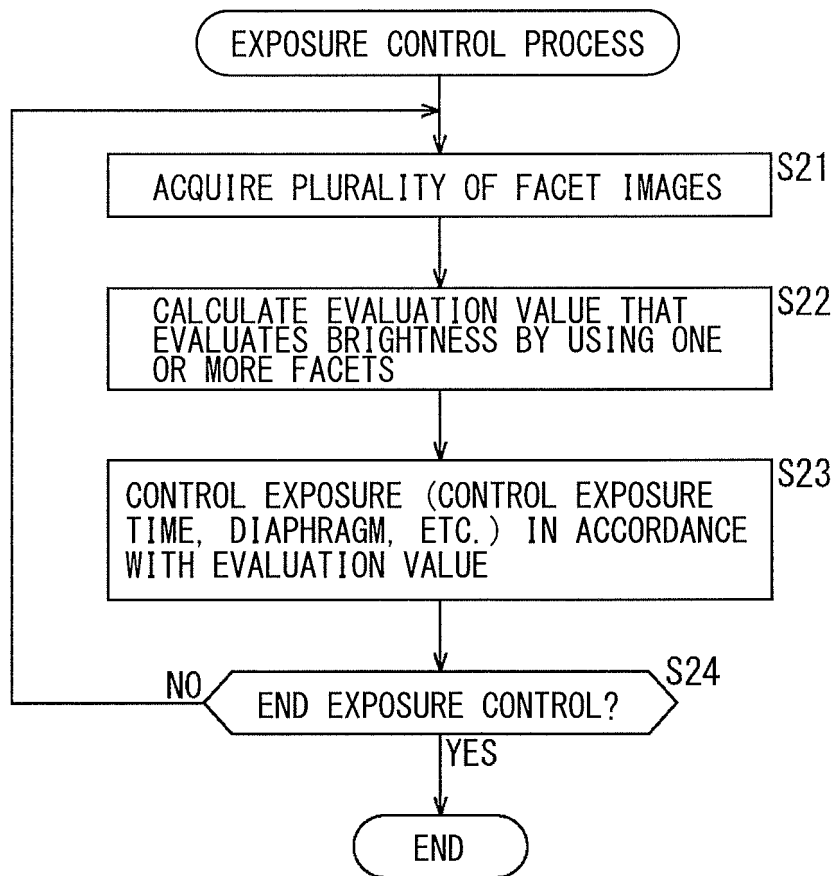 EXPOSURE CONTROL PROCESS
S21
ACQUIRE PLURALITY OF FACET IMAGES
S22
CALCULATE EVALUATION VALUE THAT
EVALUATES BRIGHTNESS BY USING ONE
OR MORE FACETS
S23
CONTROL EXPOSURE (CONTROL EXPOSURE
TIME, DIAPHRAGM, ETC.) IN ACCORDANCE
WITH EVALUATION VALUE
S24
NO
END EXPOSURE CONTROL?
YES
END